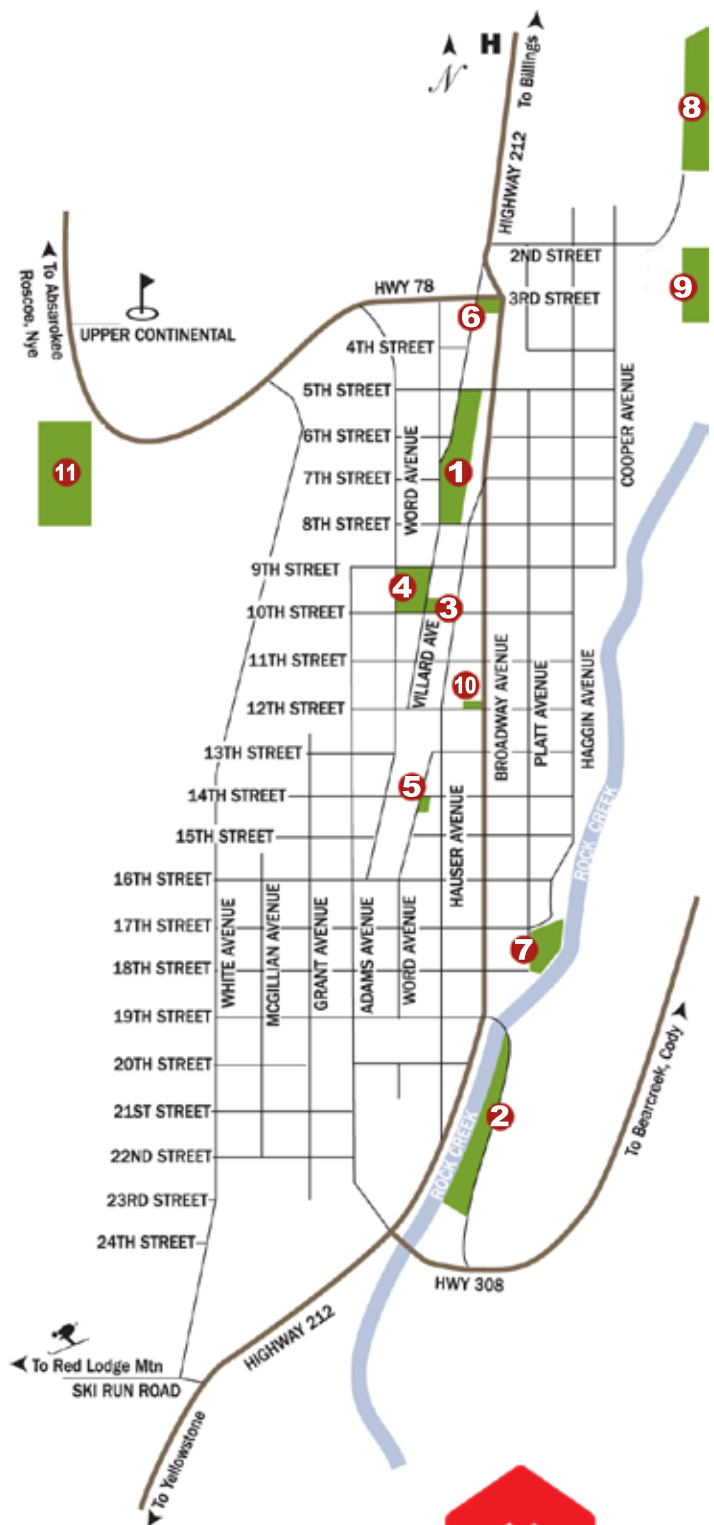 To Billings
N
H
8
HIGHWAY 212
2ND STREET
To Absarokee
Roscoe, Nye
HWY 78
3RD STREET
9
6
UPPER CONTINENTAL
4TH STREET
5TH STREET
COOPER AVENUE
6TH STREET
WORD AVENUE
1
11
7TH STREET
8TH STREET
9TH STREET
4
3
10TH STREET
VILLARD AVE
11TH STREET
10
BROADWAY AVENUE
PLATT AVENUE
HAGGIN AVENUE
12TH STREET
13TH STREET
5
14TH STREET
15TH STREET
HAUSER AVENUE
ROCK CREEK
16TH STREET
WHITE AVENUE
MCGILLIAN AVENUE
GRANT AVENUE
ADAMS AVENUE
WORD AVENUE
17TH STREET
7
18TH STREET
19TH STREET
20TH STREET
To Bearcreek, Cody
21ST STREET
2
22ND STREET
ROCK CREEK
23RD STREET
24TH STREET
HWY 308
HIGHWAY 212
To Red Lodge Mtn
SKI RUN ROAD
To Yellowstone